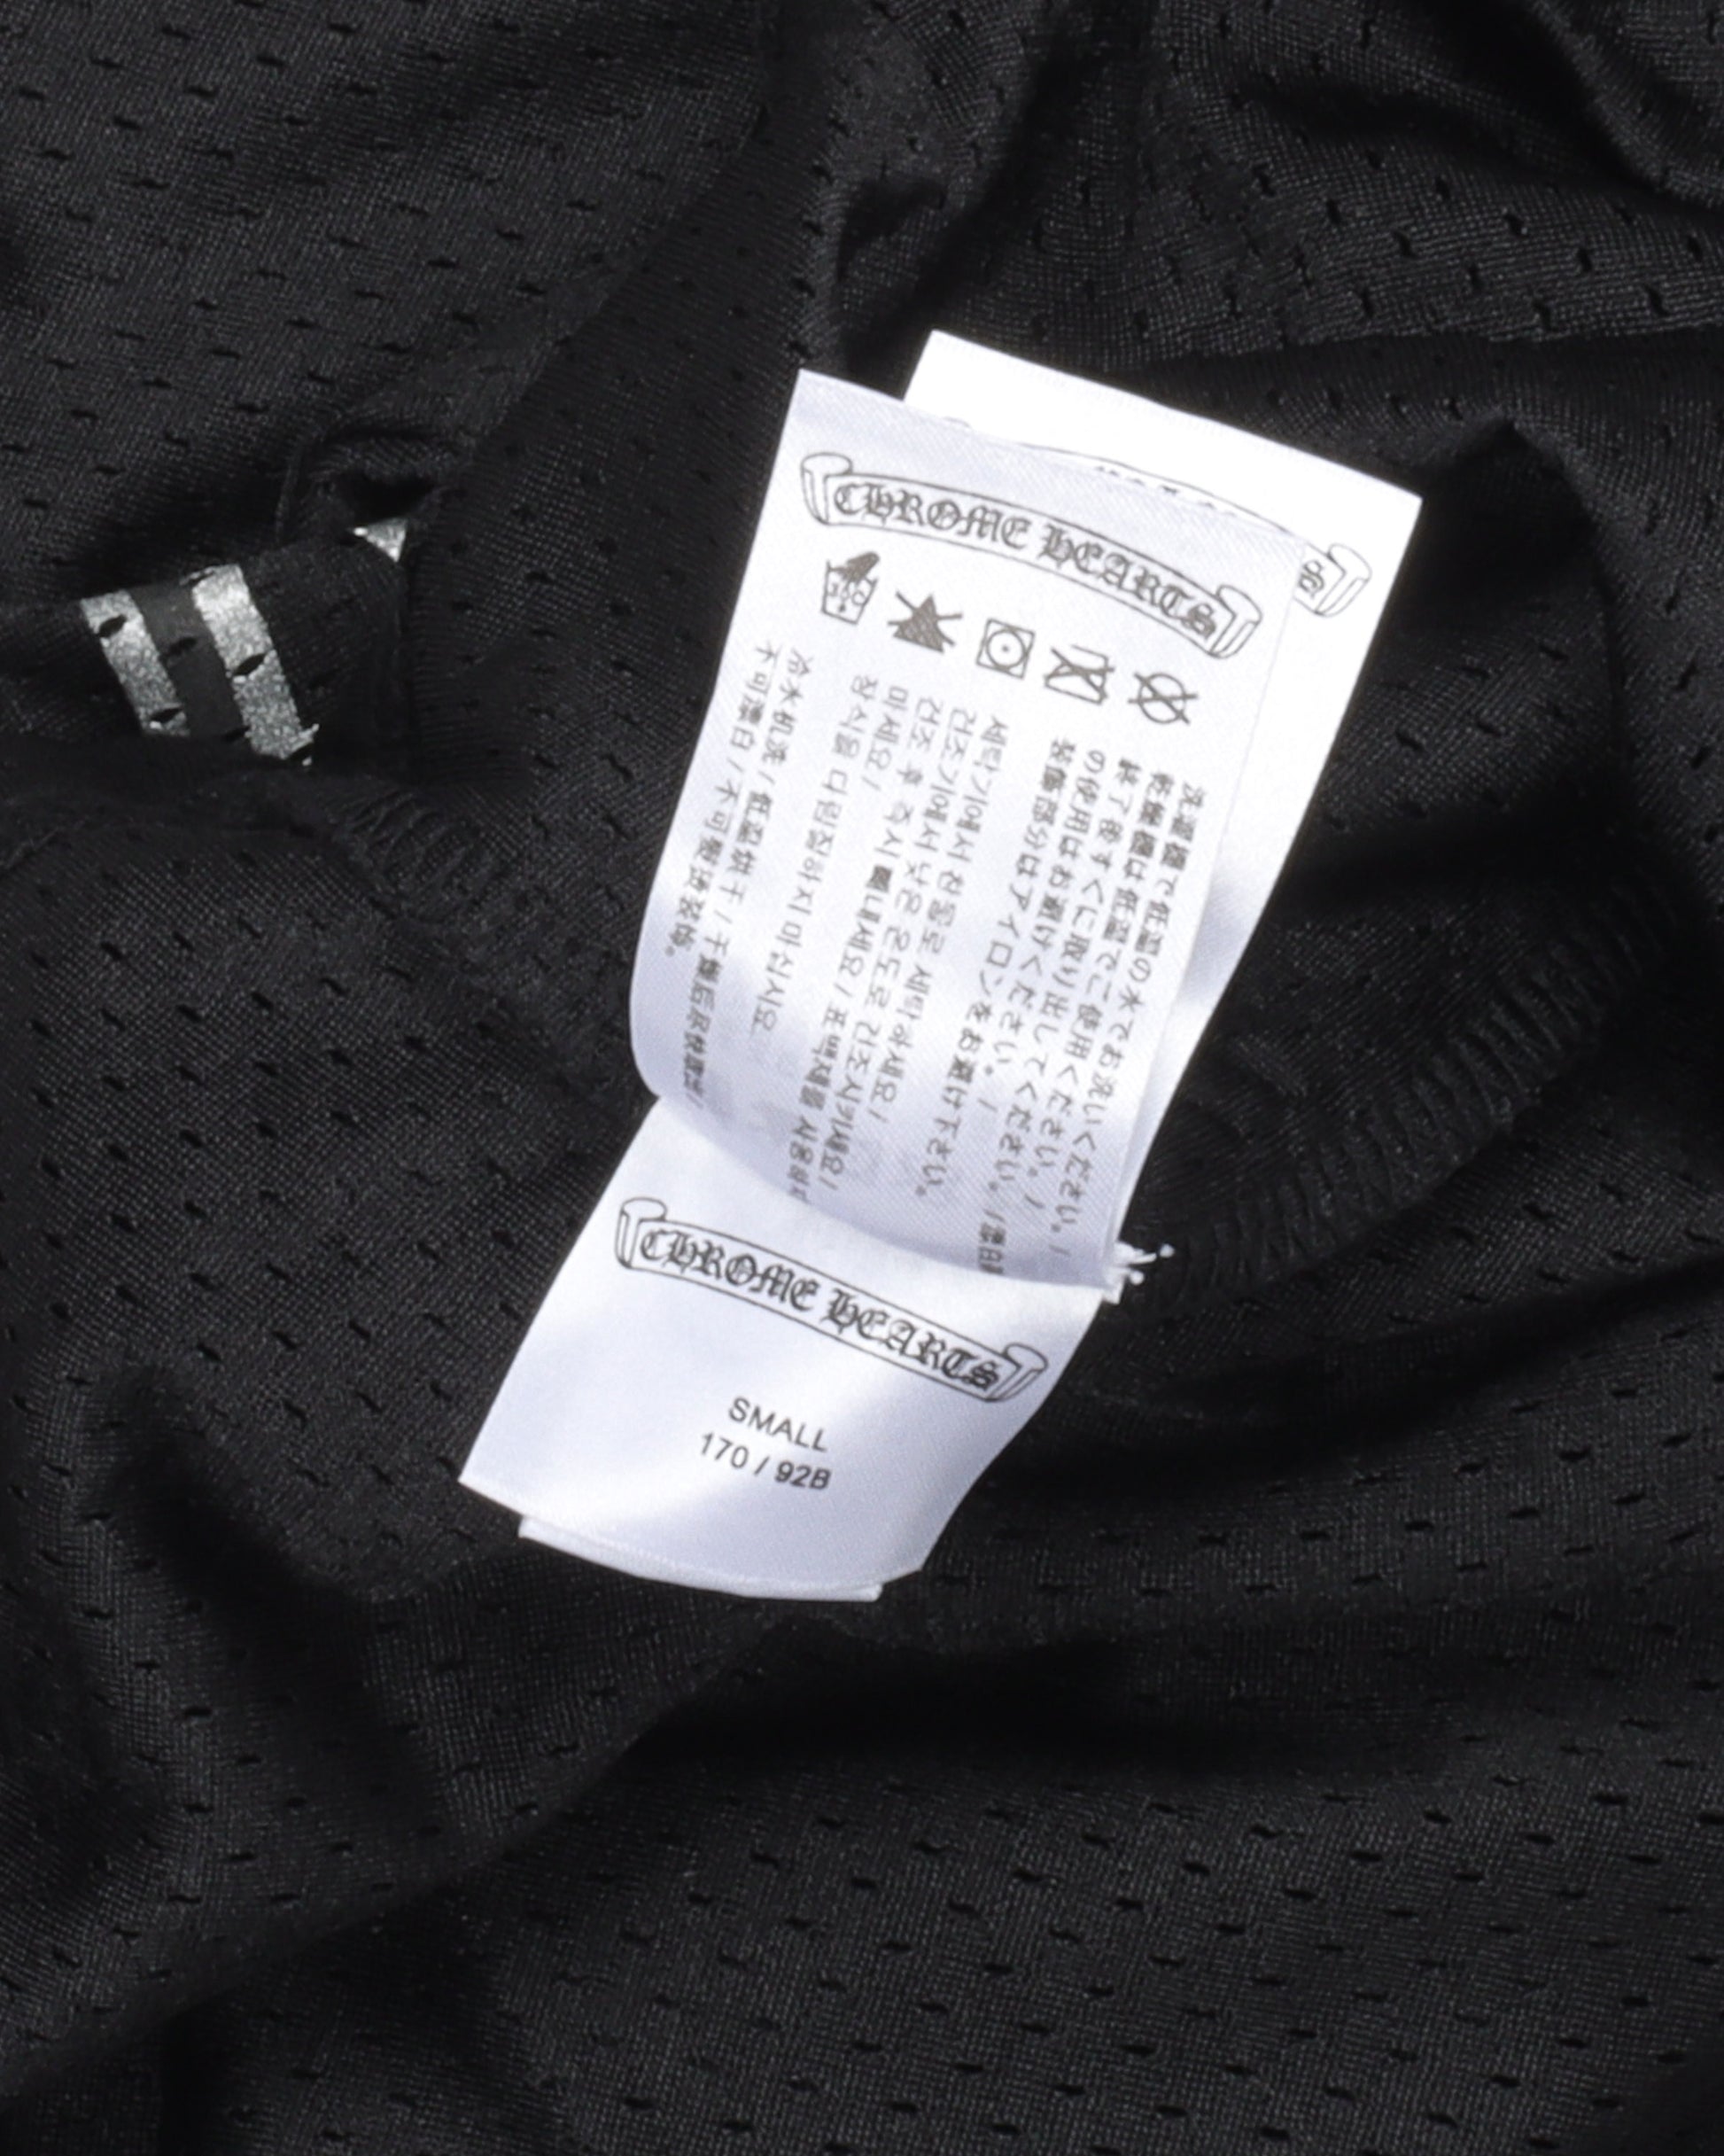 CHROME HEARTS
洗濯機で低温の水でお洗いください。/
乾燥機は低温でご使用ください。/
終了後すぐに取り出してください。/漂白
の使用はお避けください。/
装飾部分はアイロンをお避け下さい。
세탁기에서 찬물로 세탁하세요/
건조기에서 낮은 온도로 건조시키세요/
건조 후 즉시 꺼내세요/표백제를 사용하지
마세요/
장식을 다림질하지 마십시오.
冷水机洗/低温烘干/干燥后尽快取出/
不可漂白/不可熨烫装饰。
CHROME HEARTS
SMALL
170 / 92B